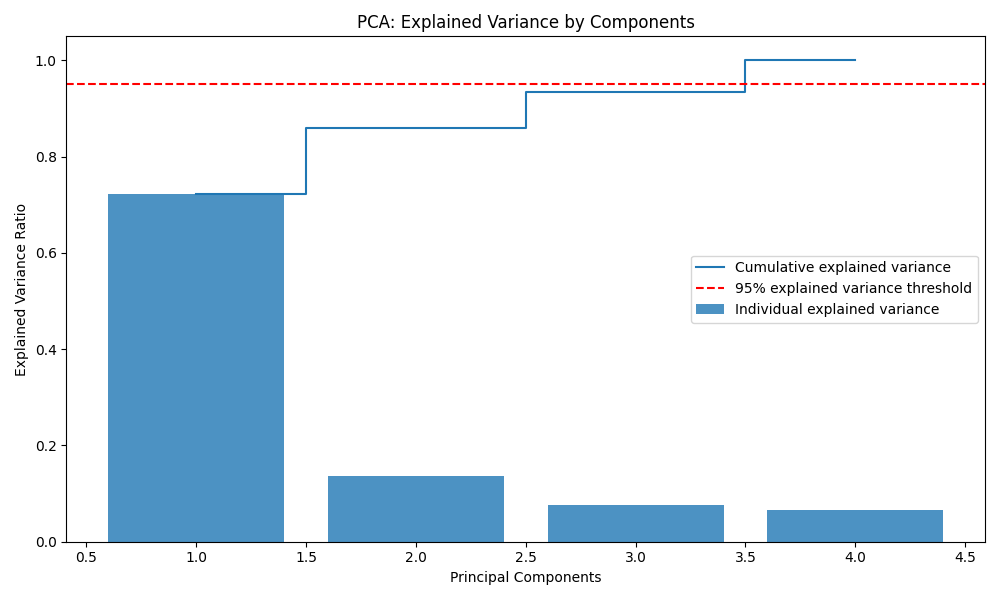 PCA: Explained Variance by Components
Explained Variance Ratio
1.0
0.8
0.6
0.4
0.2
0.0
Cumulative explained variance
95% explained variance threshold
Individual explained variance
0.5 1.0 1.5 2.0 2.5 3.0 3.5 4.0 4.5
Principal Components